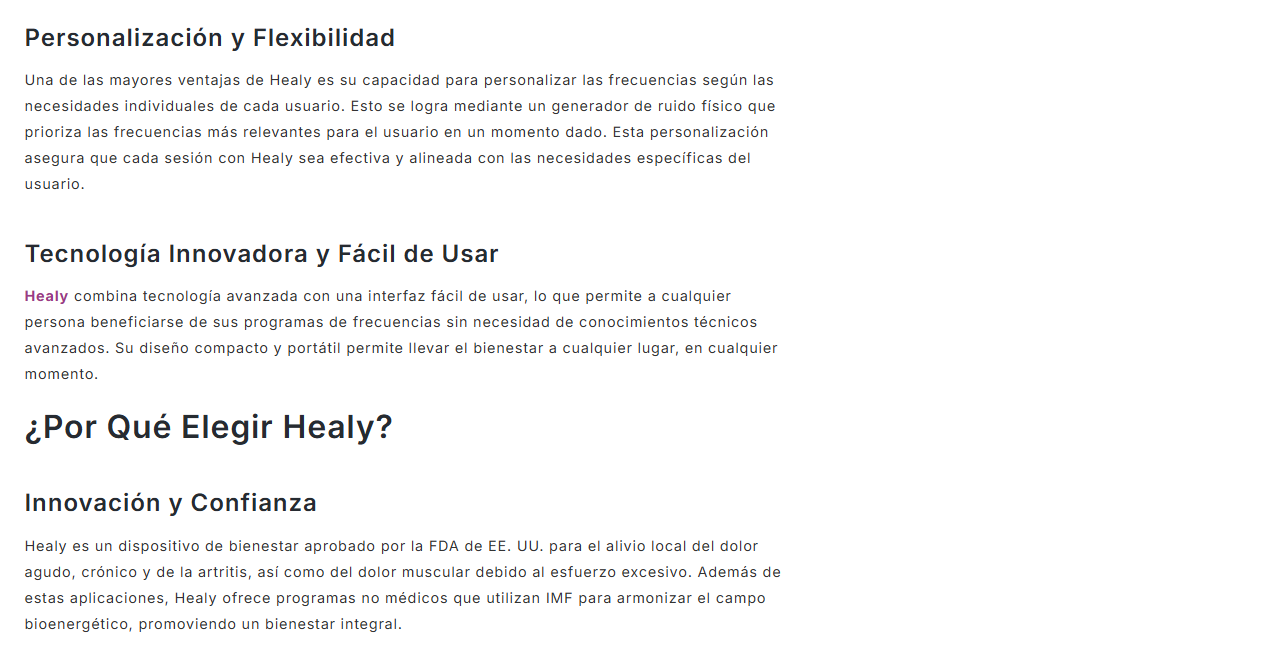 Personalización y Flexibilidad
Una de las mayores ventajas de Healy es su capacidad para personalizar las frecuencias según las
necesidades individuales de cada usuario. Esto se logra mediante un generador de ruido físico que
prioriza las frecuencias más relevantes para el usuario en un momento dado. Esta personalización
asegura que cada sesión con Healy sea efectiva y alineada con las necesidades específicas del
usuario.
Tecnología Innovadora y Fácil de Usar
Healy combina tecnología avanzada con una interfaz fácil de usar, lo que permite a cualquier
persona beneficiarse de sus programas de frecuencias sin necesidad de conocimientos técnicos
avanzados. Su diseño compacto y portátil permite llevar el bienestar a cualquier lugar, en cualquier
momento.
¿Por Qué Elegir Healy?
Innovación y Confianza
Healy es un dispositivo de bienestar aprobado por la FDA de EE. UU. para el alivio local del dolor
agudo, crónico y de la artritis, así como del dolor muscular debido al esfuerzo excesivo. Además de
estas aplicaciones, Healy ofrece programas no médicos que utilizan IMF para armonizar el campo
bioenergético, promoviendo un bienestar integral.